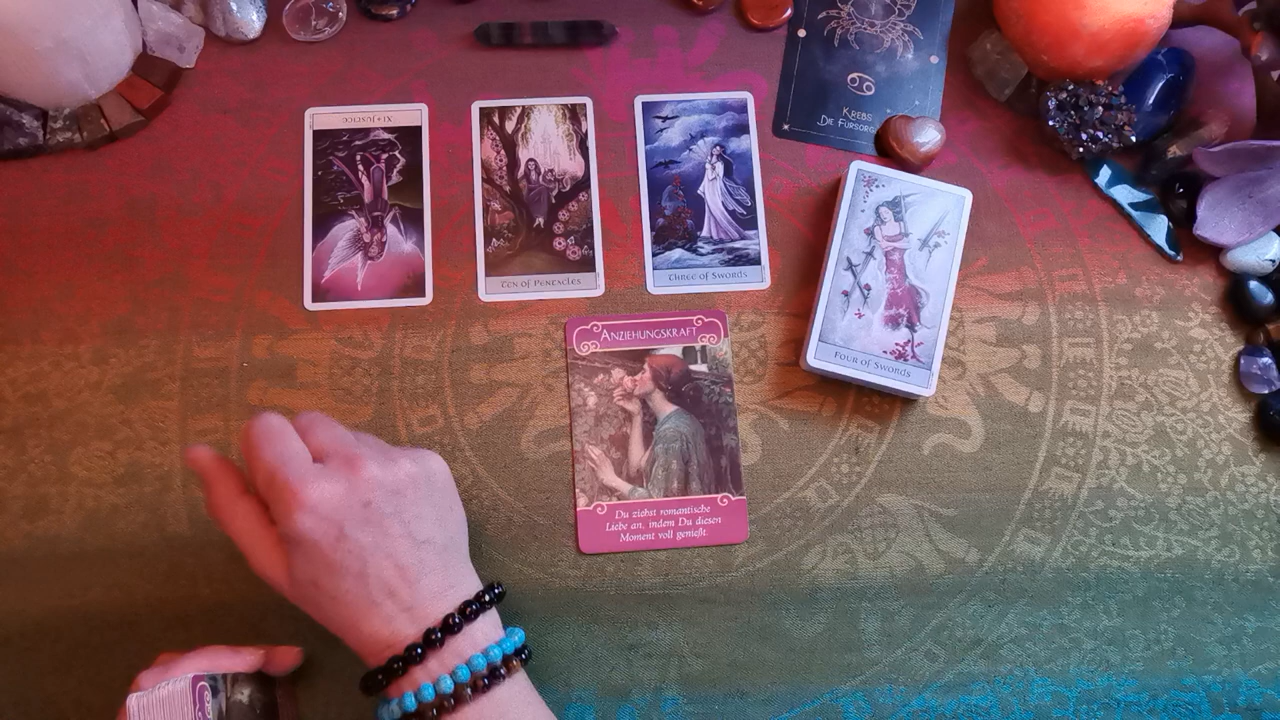 XI • Justice
Ten of Pentacles
Three of Swords
Krebs
Die Fürsorg
Four of Swords
Anziehungskraft
Du ziehst romantische
Liebe an, indem Du diesen
Moment voll genießt.